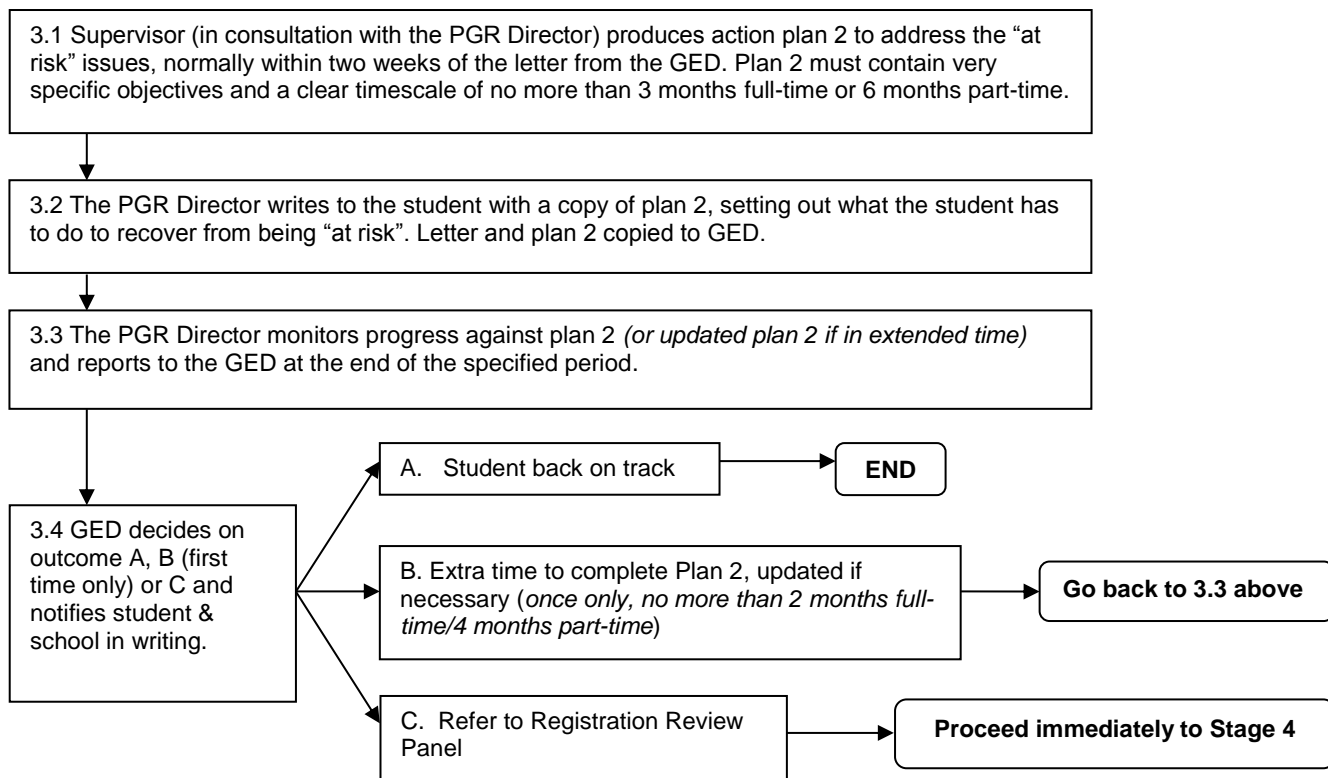 3.1 Supervisor (in consultation with the PGR Director) produces action plan 2 to address the “at
risk” issues, normally within two weeks of the letter from the GED. Plan 2 must contain very
specific objectives and a clear timescale of no more than 3 months full-time or 6 months part-time.
3.2 The PGR Director writes to the student with a copy of plan 2, setting out what the student has
to do to recover from being “at risk”. Letter and plan 2 copied to GED.
3.3 The PGR Director monitors progress against plan 2 (or updated plan 2 if in extended time)
and reports to the GED at the end of the specified period.
3.4 GED decides on
outcome A, B (first
time only) or C and
notifies student &
school in writing.
A. Student back on track
END
B. Extra time to complete Plan 2, updated if
necessary (once only, no more than 2 months full-
time/4 months part-time)
Go back to 3.3 above
C. Refer to Registration Review
Panel
Proceed immediately to Stage 4